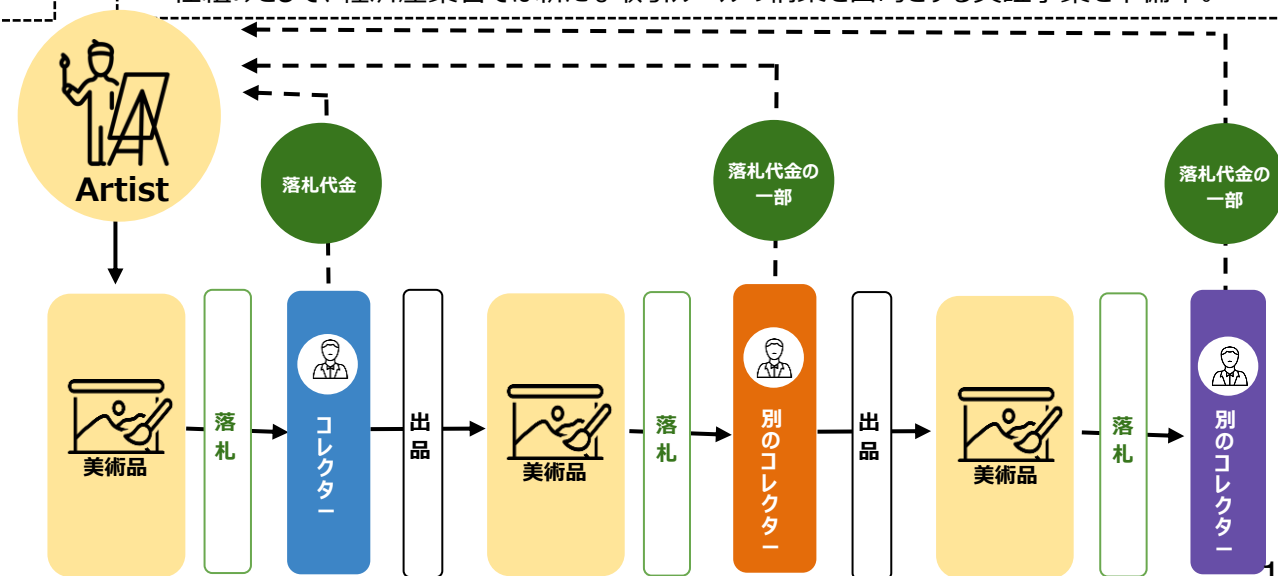 Artist
落札代金
落札代金の
一部
落札代金の
一部
美術品
落札
コレクター
出品
美術品
落札
別のコレクター
出品
美術品
落札
別のコレクター
1